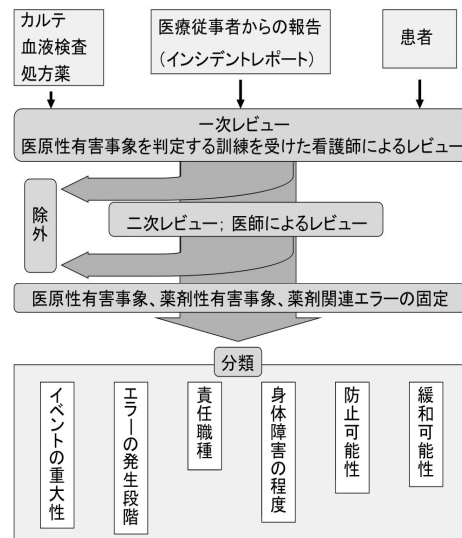 カルテ
血液検査
処方薬
医療従事者からの報告
(インシデントレポート)
患者
一次レビュー
医原性有害事象を判定する訓練を受けた看護師によるレビュー
除外
二次レビュー; 医師によるレビュー
医原性有害事象、薬剤性有害事象、薬剤関連エラーの固定
分類
イベントの重大性
エラーの発生段階
責任職種
身体障害の程度
防止可能性
緩和可能性